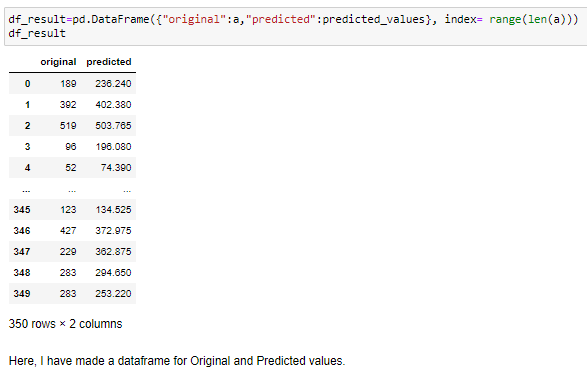 df_result=pd.DataFrame({"original":a,"predicted":predicted_values}, index= range(len(a)))
df_result
original predicted
0 189 236.240
1 392 402.380
2 519 503.765
3 96 196.080
4 52 74.390
... ... ...
345 123 134.525
346 427 372.975
347 229 362.875
348 283 294.650
349 283 253.220
350 rows × 2 columns
Here, I have made a dataframe for Original and Predicted values.